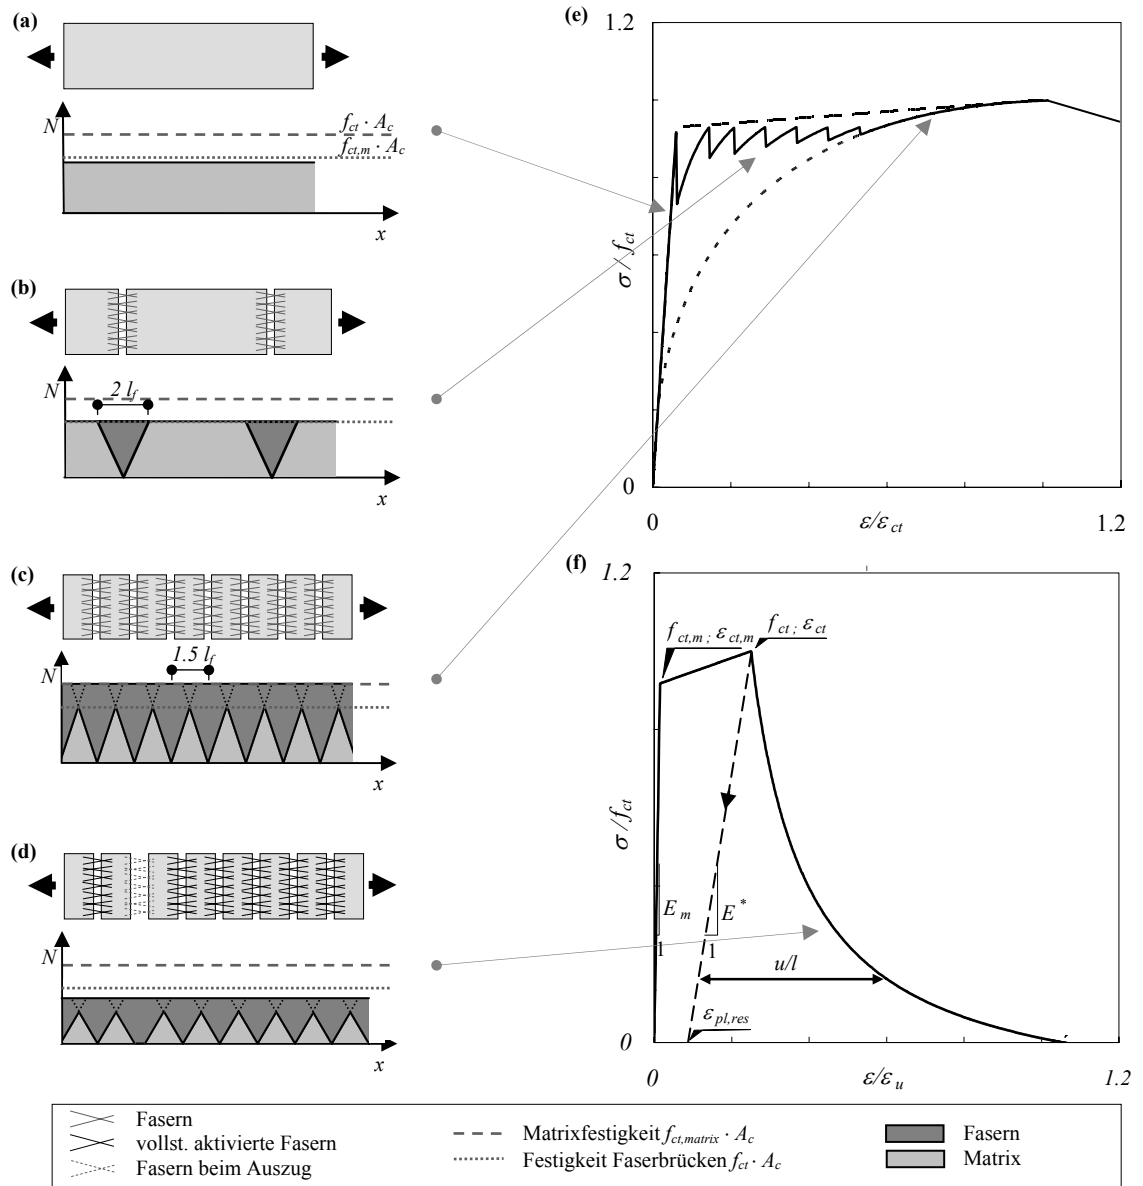 (a)
N
f_ct · A_c
f_ct,m · A_c
x
(b)
N
2 l_f
x
(c)
1.5 l_f
N
x
(d)
N
x
(e)
1.2
σ / f_ct
0
0
ε/ε_ct
1.2
(f)
1.2
f_ct,m ; ε_ct,m
f_ct ; ε_ct
σ / f_ct
E_m
1
E*
1
u/l
ε_pl,res
0
0
ε/ε_u
1.2
Fasern
vollst. aktivierte Fasern
Fasern beim Auszug
Matrixfestigkeit f_ct,matrix · A_c
Festigkeit Faserbrücken f_ct · A_c
Fasern
Matrix